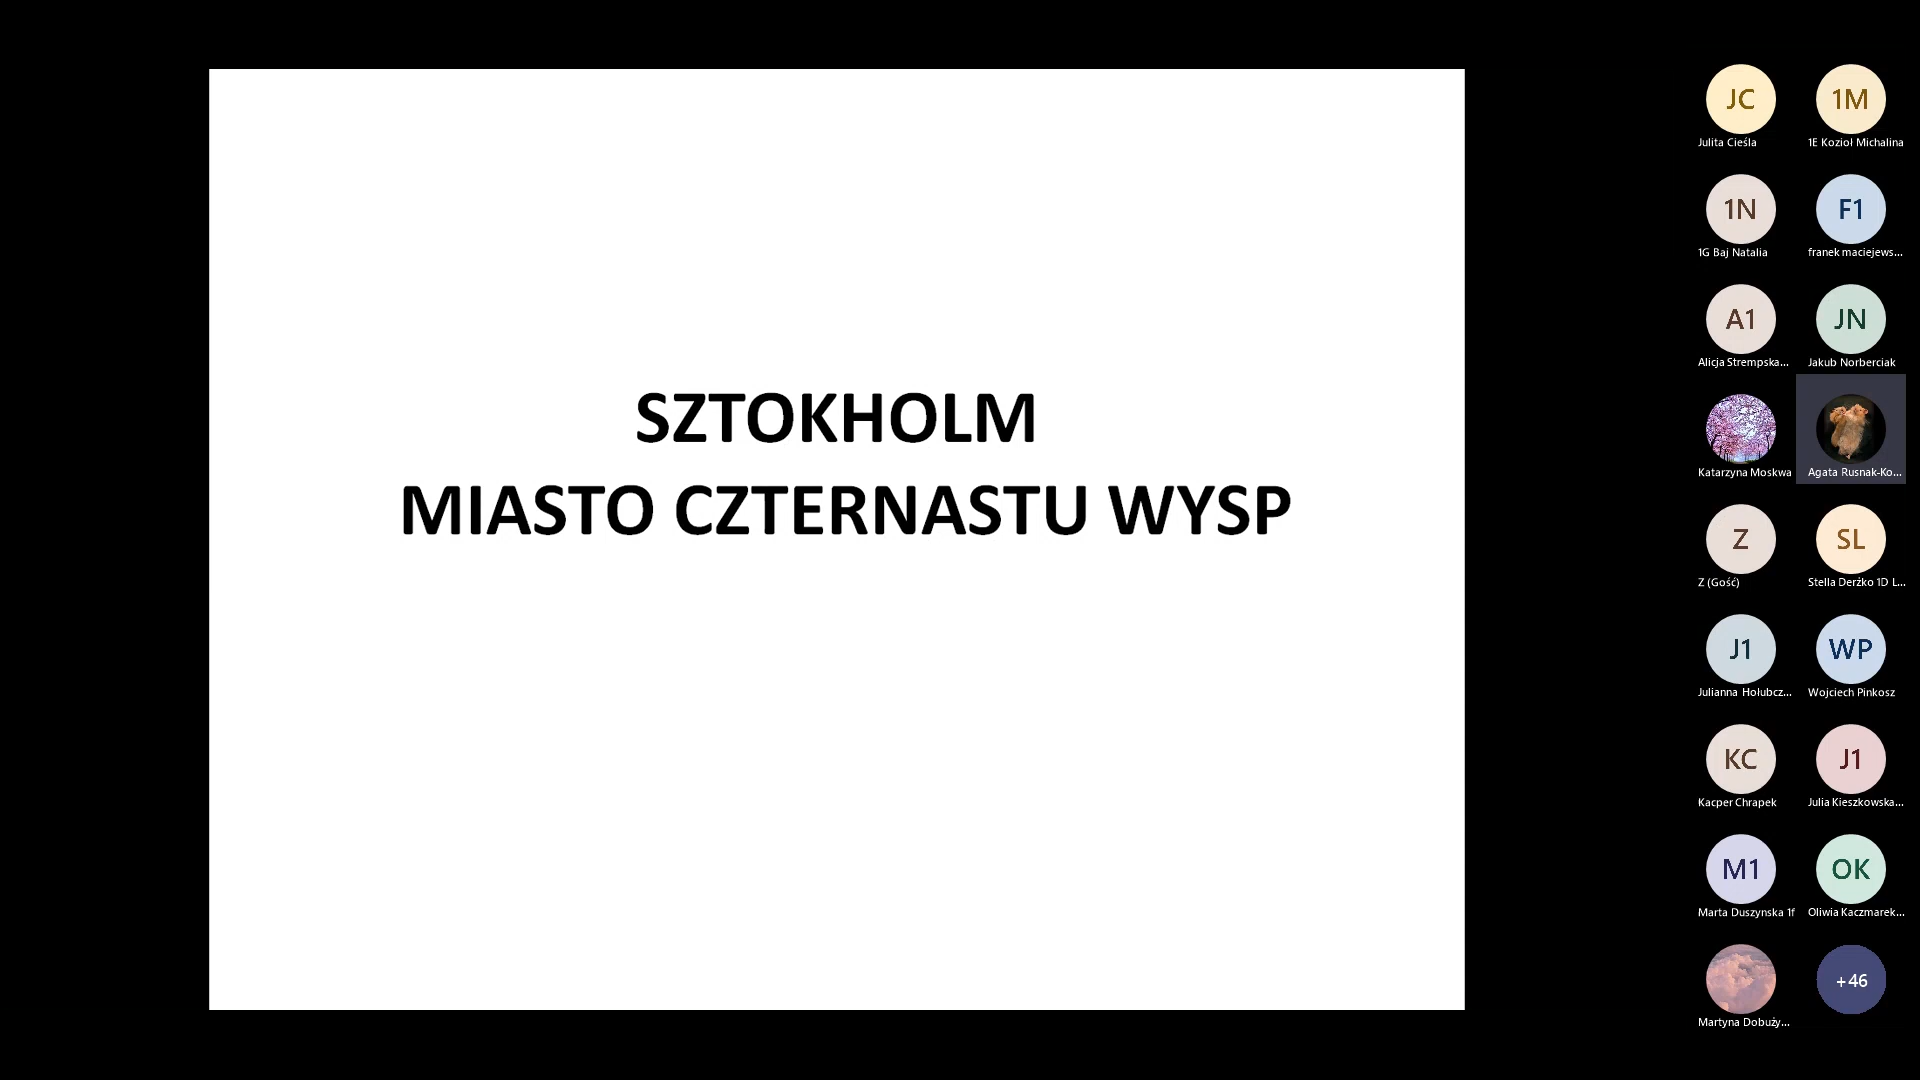 SZTOKHOLM
MIASTO CZTERNASTU WYSP
JC
Julita Cieśla
1M
1E Kozioł Michalina
1N
1G Baj Natalia
F1
franek maciejews...
A1
Alicja Strempska...
JN
Jakub Norberciak
Katarzyna Moskwa
Agata Rusnak-Ko...
Z
Z (Gość)
SL
Stella Derżko 1D L...
J1
Julianna Hołubcz...
WP
Wojciech Pinkosz
KC
Kacper Chrapek
J1
Julia Kieszkowska...
M1
Marta Duszynska 1f
OK
Oliwia Kaczmarek...
Martyna Dobuży...
+46